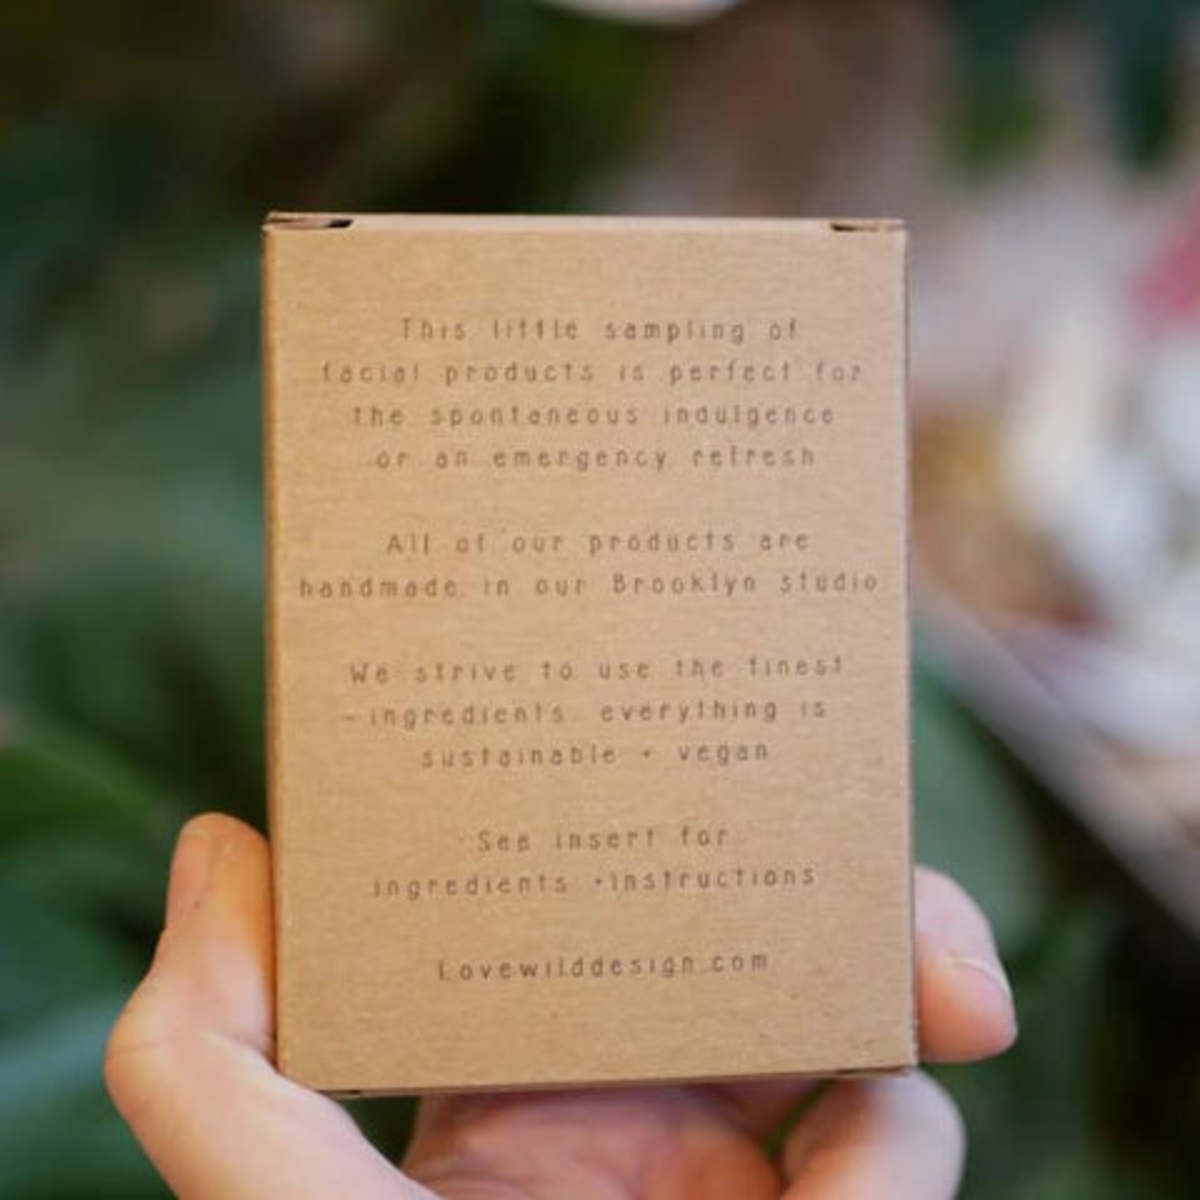 This little sampling of
facial products is perfect for
the spontaneous indulgence
or an emergency refresh
All of our products are
handmade in our Brooklyn studio
We strive to use the finest
- ingredients everything is
sustainable + vegan
See insert for
ingredients +instructions
Lovewilddesign.com